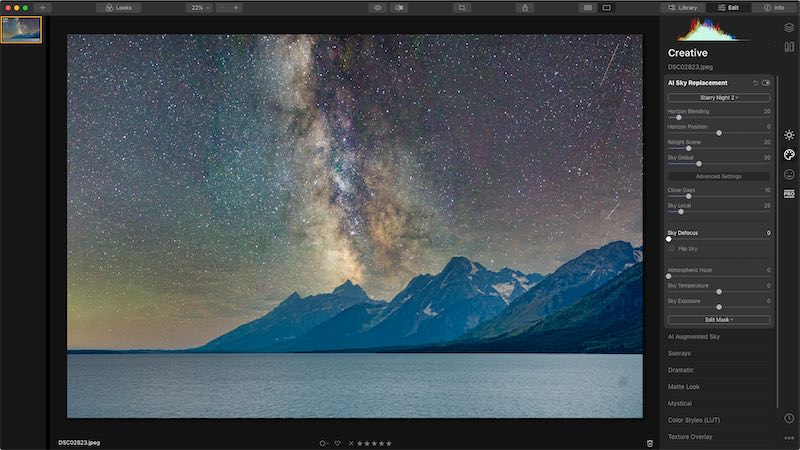 Looks
22%
Library
Edit
Info
Creative
DSC02823.jpeg
AI Sky Replacement
Starry Night 2
Horizon Blending 20
Horizon Position 0
Relight Scene 20
Sky Global 30
Advanced Settings
Close Gaps 10
Sky Local 25
Sky Defocus 0
Flip Sky
Atmospheric Haze 0
Sky Temperature 0
Sky Exposure 0
Edit Mask
AI Augmented Sky
Sunrays
Dramatic
Matte Look
Mystical
Color Styles (LUT)
Texture Overlay
PRO
DSC02823.jpeg